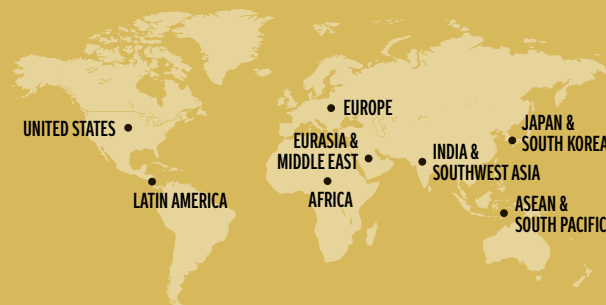 UNITED STATES
LATIN AMERICA
EUROPE
EURASIA &
MIDDLE EAST
AFRICA
INDIA &
SOUTHWEST ASIA
JAPAN &
SOUTH KOREA
ASEAN &
SOUTH PACIFIC